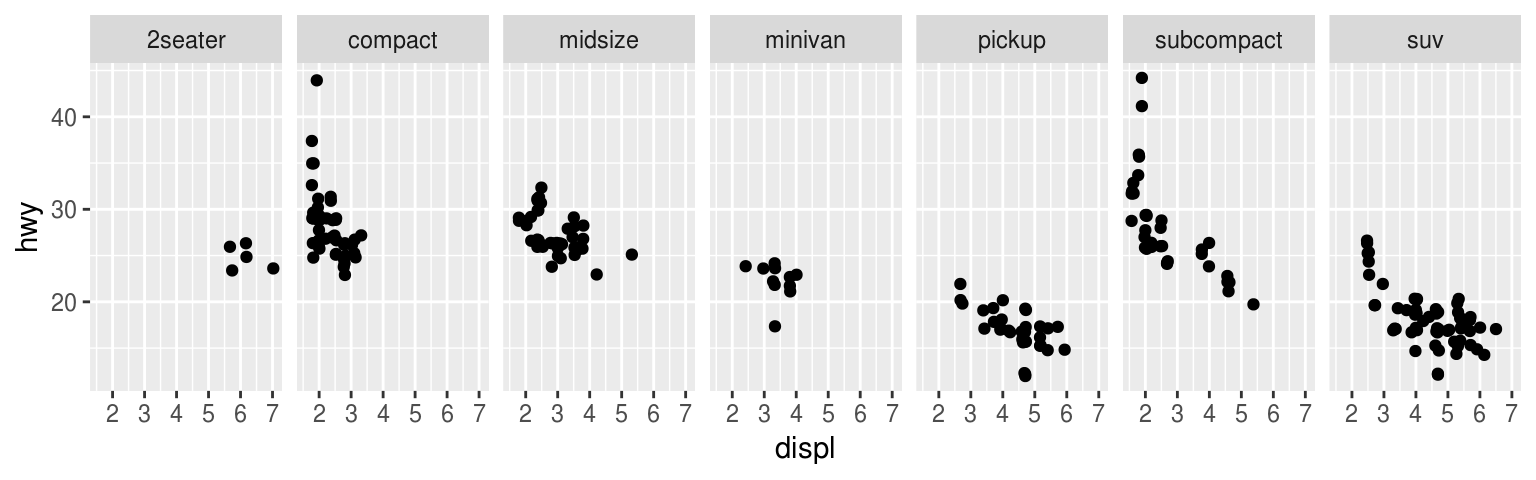 2seater compact midsize minivan pickup subcompact suv
40
30
20
hwy
2 3 4 5 6 7 2 3 4 5 6 7 2 3 4 5 6 7 2 3 4 5 6 7 2 3 4 5 6 7 2 3 4 5 6 7 2 3 4 5 6 7
displ